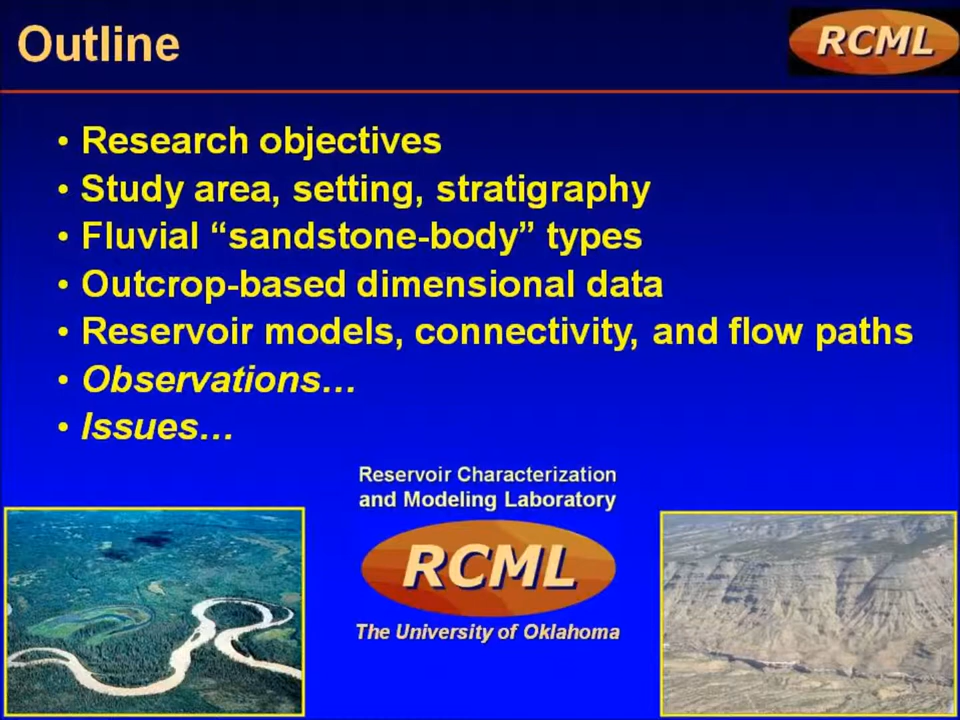 Outline
RCML
• Research objectives
• Study area, setting, stratigraphy
• Fluvial “sandstone-body” types
• Outcrop-based dimensional data
• Reservoir models, connectivity, and flow paths
• Observations…
• Issues…
Reservoir Characterization
and Modeling Laboratory
RCML
The University of Oklahoma